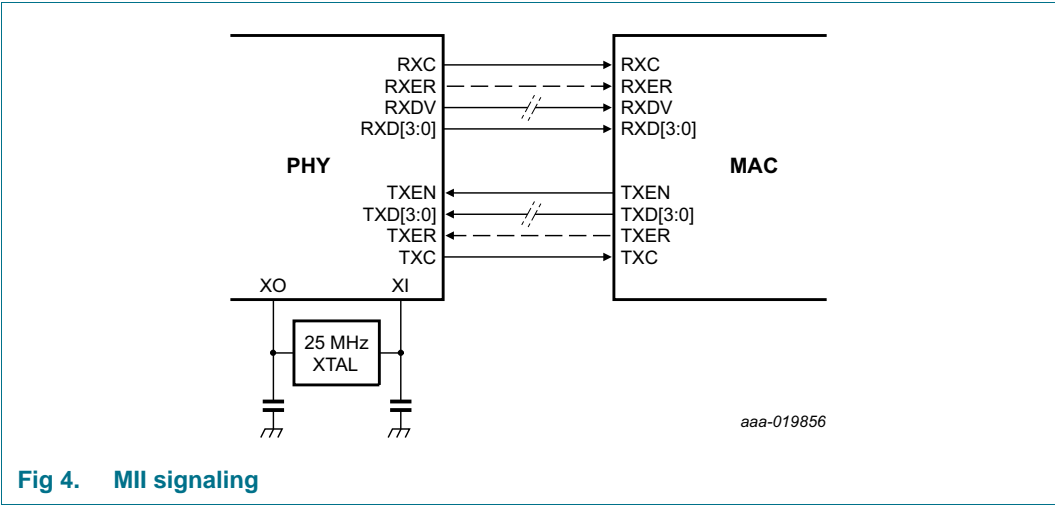 RXC
RXC
RXER
RXER
RXDV
RXDV
RXD[3:0]
RXD[3:0]
PHY
MAC
TXEN
TXEN
TXD[3:0]
TXD[3:0]
TXER
TXER
TXC
TXC
XO
XI
25 MHz
XTAL
aaa-019856
Fig 4. MII signaling